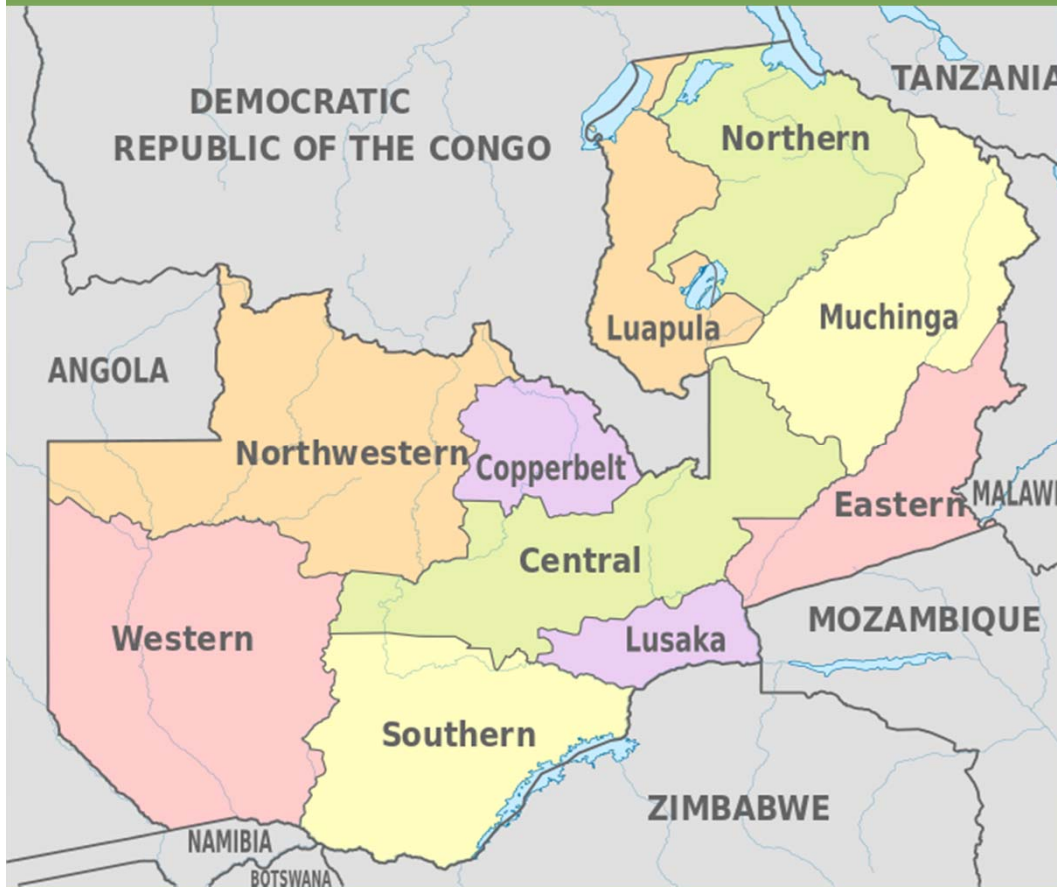 DEMOCRATIC
REPUBLIC OF THE CONGO
TANZANIA
Northern
Muchinga
Luapula
ANGOLA
Northwestern
Copperbelt
Eastern
MALAWI
Central
MOZAMBIQUE
Western
Lusaka
Southern
ZIMBABWE
NAMIBIA
BOTSWANA